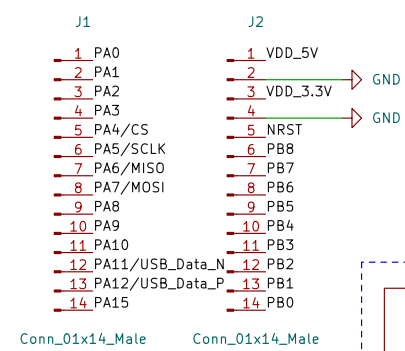 J1
1 PA0
2 PA1
3 PA2
4 PA3
5 PA4/CS
6 PA5/SCLK
7 PA6/MISO
8 PA7/MOSI
9 PA8
10 PA9
11 PA10
12 PA11/USB_Data_N
13 PA12/USB_Data_P
14 PA15
Conn_01x14_Male
J2
1 VDD_5V
2 GND
3 VDD_3.3V
4 GND
5 NRST
6 PB8
7 PB7
8 PB6
9 PB5
10 PB4
11 PB3
12 PB2
13 PB1
14 PB0
Conn_01x14_Male